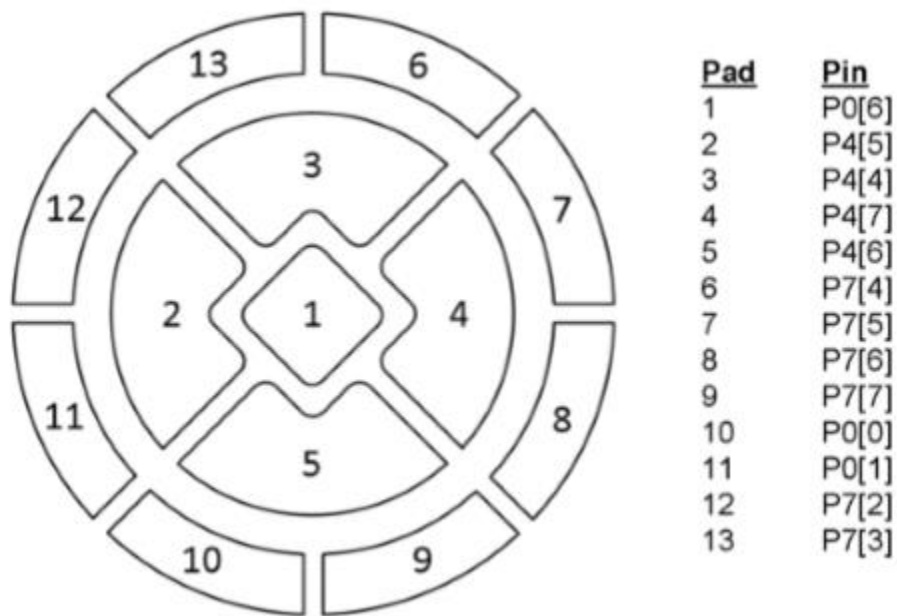 13 6
12 3 7
2 1 4
11 5 8
10 9
Pad Pin
1 P0[6]
2 P4[5]
3 P4[4]
4 P4[7]
5 P4[6]
6 P7[4]
7 P7[5]
8 P7[6]
9 P7[7]
10 P0[0]
11 P0[1]
12 P7[2]
13 P7[3]